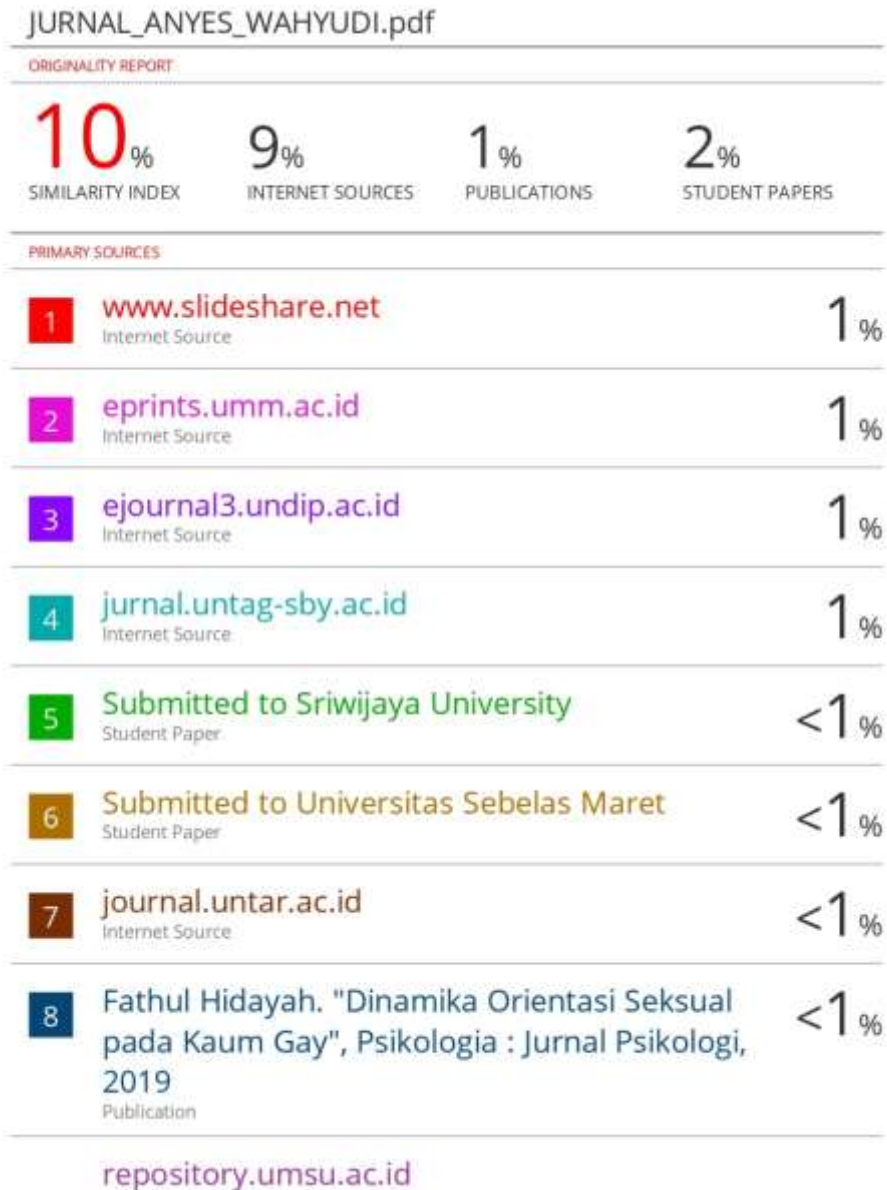 JURNAL_ANYES_WAHYUDI.pdf
ORIGINALITY REPORT
10%
SIMILARITY INDEX
9%
INTERNET SOURCES
1%
PUBLICATIONS
2%
STUDENT PAPERS
PRIMARY SOURCES
1 www.slideshare.net 1%
Internet Source
2 eprints.umm.ac.id 1%
Internet Source
3 ejournal3.undip.ac.id 1%
Internet Source
4 jurnal.untag-sby.ac.id 1%
Internet Source
5 Submitted to Sriwijaya University <1%
Student Paper
6 Submitted to Universitas Sebelas Maret <1%
Student Paper
7 journal.untar.ac.id <1%
Internet Source
8 Fathul Hidayah. "Dinamika Orientasi Seksual <1%
pada Kaum Gay", Psikologia : Jurnal Psikologi,
2019
Publication
repository.umsu.ac.id